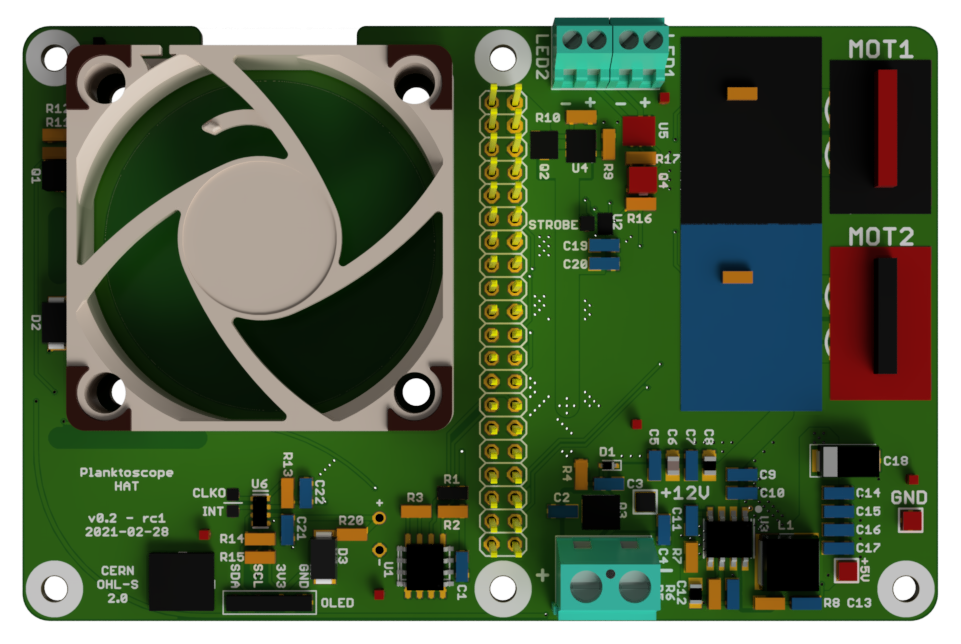 LED2
LED1
MOT1
R12
R11
- + - +
R10
U5
Q1
Q2
U4
R9
R17
Q4
R16
STROBE
U2
C19
C20
MOT2
D2
Planktoscope
HAT
v0.2 - rc1
2021-02-28
CERN
OHL-S
2.0
CLKO
INT
U6
R13
C22
C21
R14
R15
R20
D3
SDA
SCL
3V3
GND
OLED
+
-
R3
R1
R2
U1
C1
R4
D1
C5
C6
C7
C8
C2
C3
+12V
C9
C10
C11
U3
L1
C18
C14
C15
C16
C17
GND
+5V
+
-
C4
R7
R6
C12
R8 C13